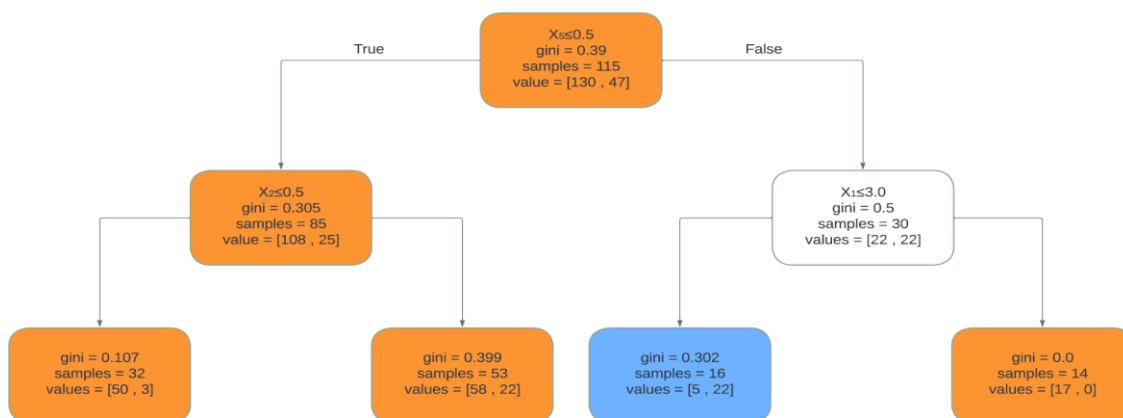 X₅≤0.5
gini = 0.39
samples = 115
value = [130 , 47]
True
False
X₂≤0.5
gini = 0.305
samples = 85
value = [108 , 25]
X₁≤3.0
gini = 0.5
samples = 30
values = [22 , 22]
gini = 0.107
samples = 32
values = [50 , 3]
gini = 0.399
samples = 53
values = [58 , 22]
gini = 0.302
samples = 16
values = [5 , 22]
gini = 0.0
samples = 14
values = [17 , 0]